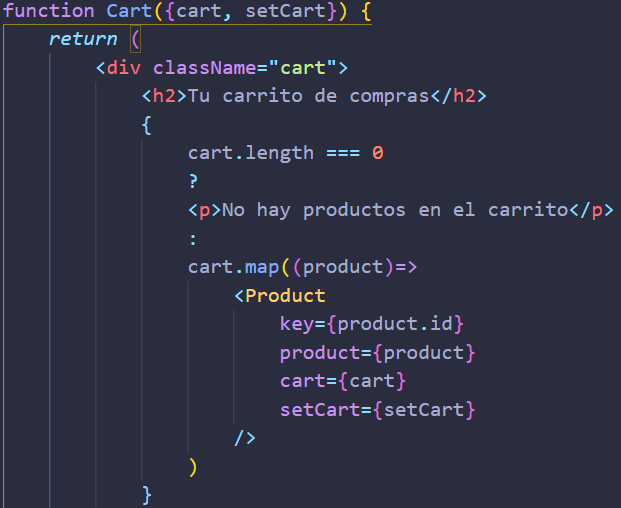 function Cart({cart, setCart}) {
return (
<div className="cart">
<h2>Tu carrito de compras</h2>
{
cart.length === 0
?
<p>No hay productos en el carrito</p>
:
cart.map((product)=>
<Product
key={product.id}
product={product}
cart={cart}
setCart={setCart}
/>
)
}